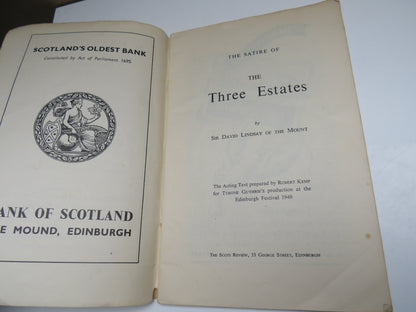 SCOTLAND'S OLDEST BANK
Constituted by Act of Parliament 1695
ANK OF SCOTLAND
E MOUND, EDINBURGH
THE SATIRE OF
THE
Three Estates
by
SIR DAVID LINDSAY OF THE MOUNT
The Acting Text prepared by ROBERT KEMP
for TYRONE GUTHRIE'S production at the
Edinburgh Festival 1948
THE SCOTS REVIEW, 15 GEORGE STREET, EDINBURGH